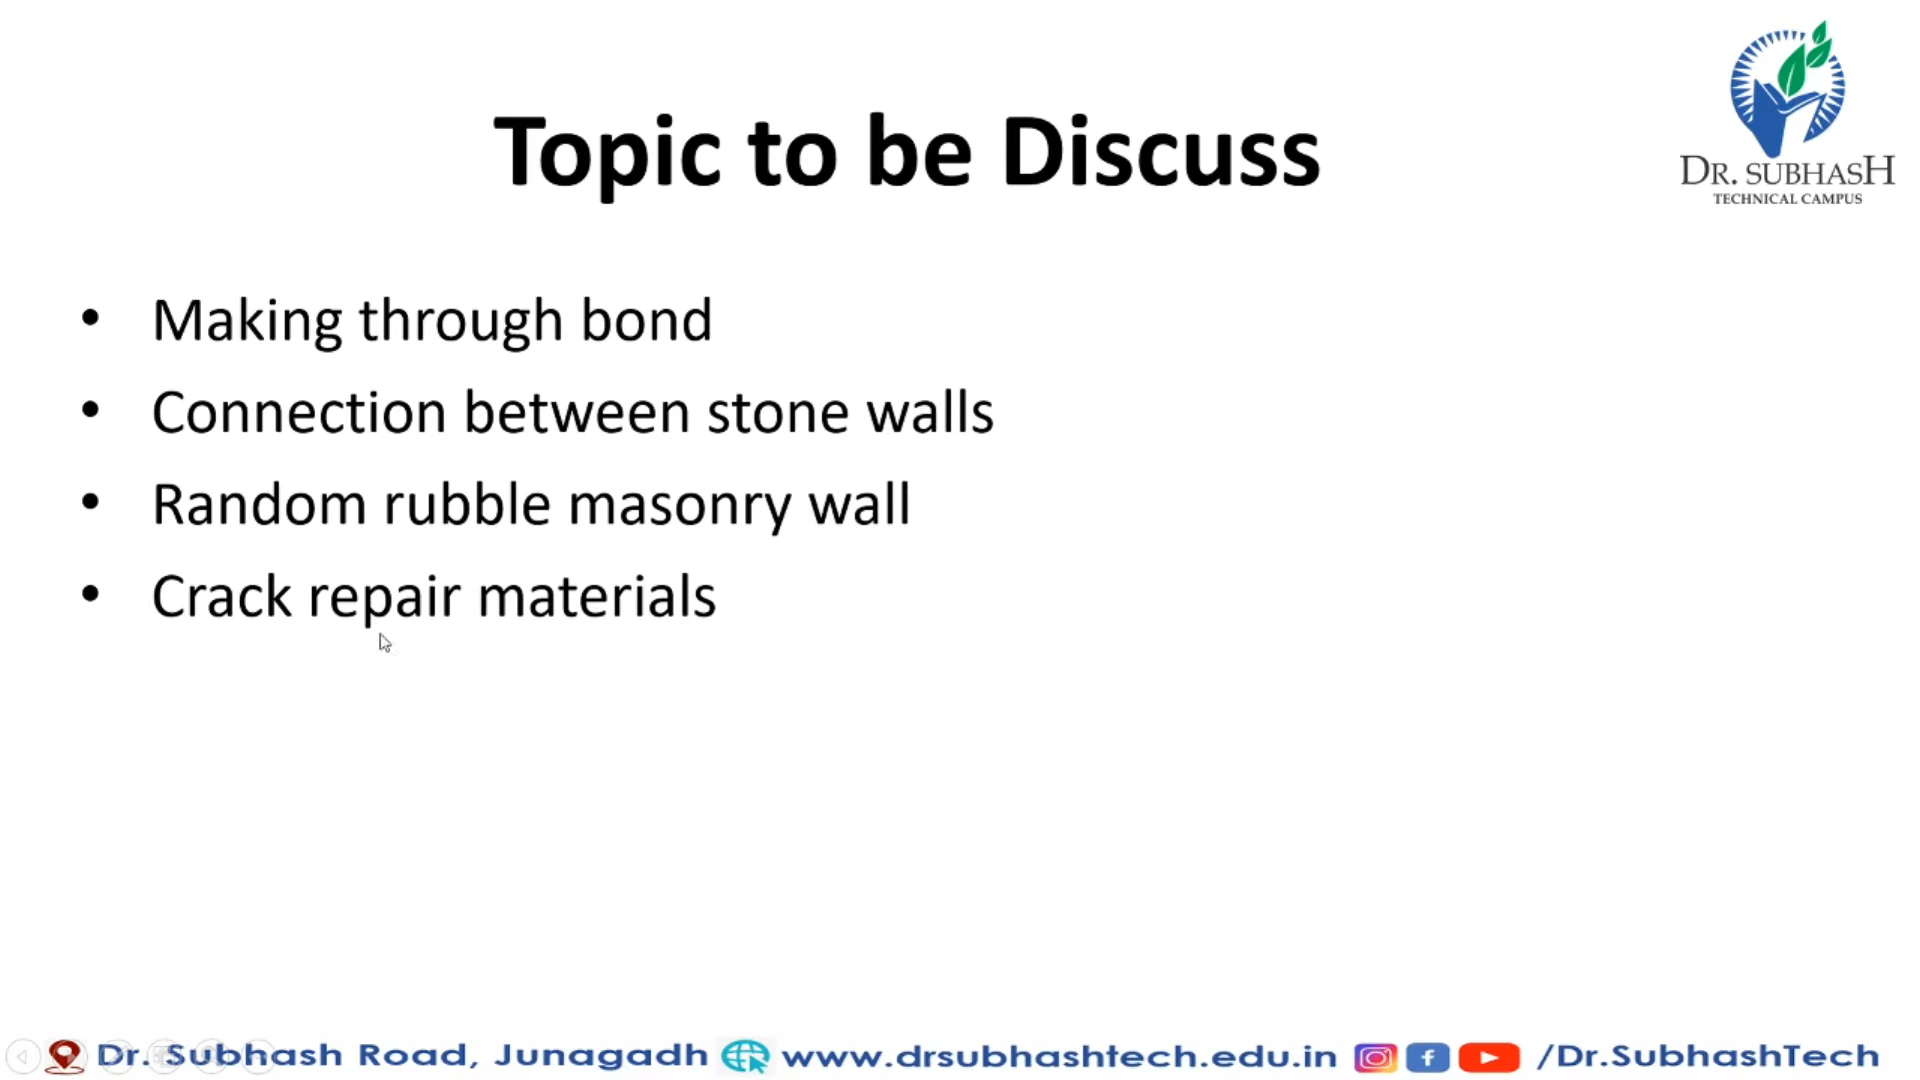 DR. SUBHASH
TECHNICAL CAMPUS
Topic to be Discuss
• Making through bond
• Connection between stone walls
• Random rubble masonry wall
• Crack repair materials
Dr. Subhash Road, Junagadh www.drsubhashtech.edu.in /Dr.SubhashTech